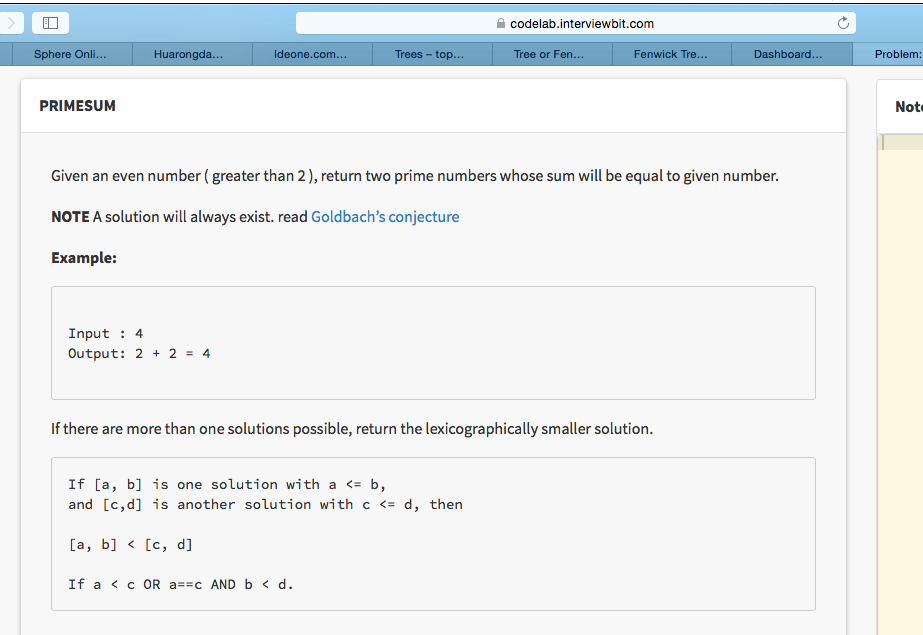 codelab.interviewbit.com
Sphere Onli... Huarongda... Ideone.com... Trees – top... Tree or Fen... Fenwick Tre... Dashboard... Problem:
PRIMESUM
Note
Given an even number ( greater than 2 ), return two prime numbers whose sum will be equal to given number.
NOTE A solution will always exist. read Goldbach’s conjecture
Example:
Input : 4
Output: 2 + 2 = 4
If there are more than one solutions possible, return the lexicographically smaller solution.
If [a, b] is one solution with a <= b,
and [c,d] is another solution with c <= d, then
[a, b] < [c, d]
If a < c OR a==c AND b < d.